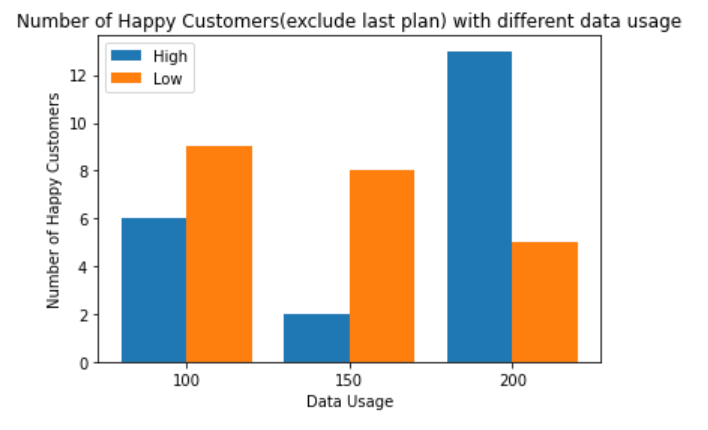 Number of Happy Customers(exclude last plan) with different data usage
High
Low
Number of Happy Customers
12
10
8
6
4
2
0
100 150 200
Data Usage